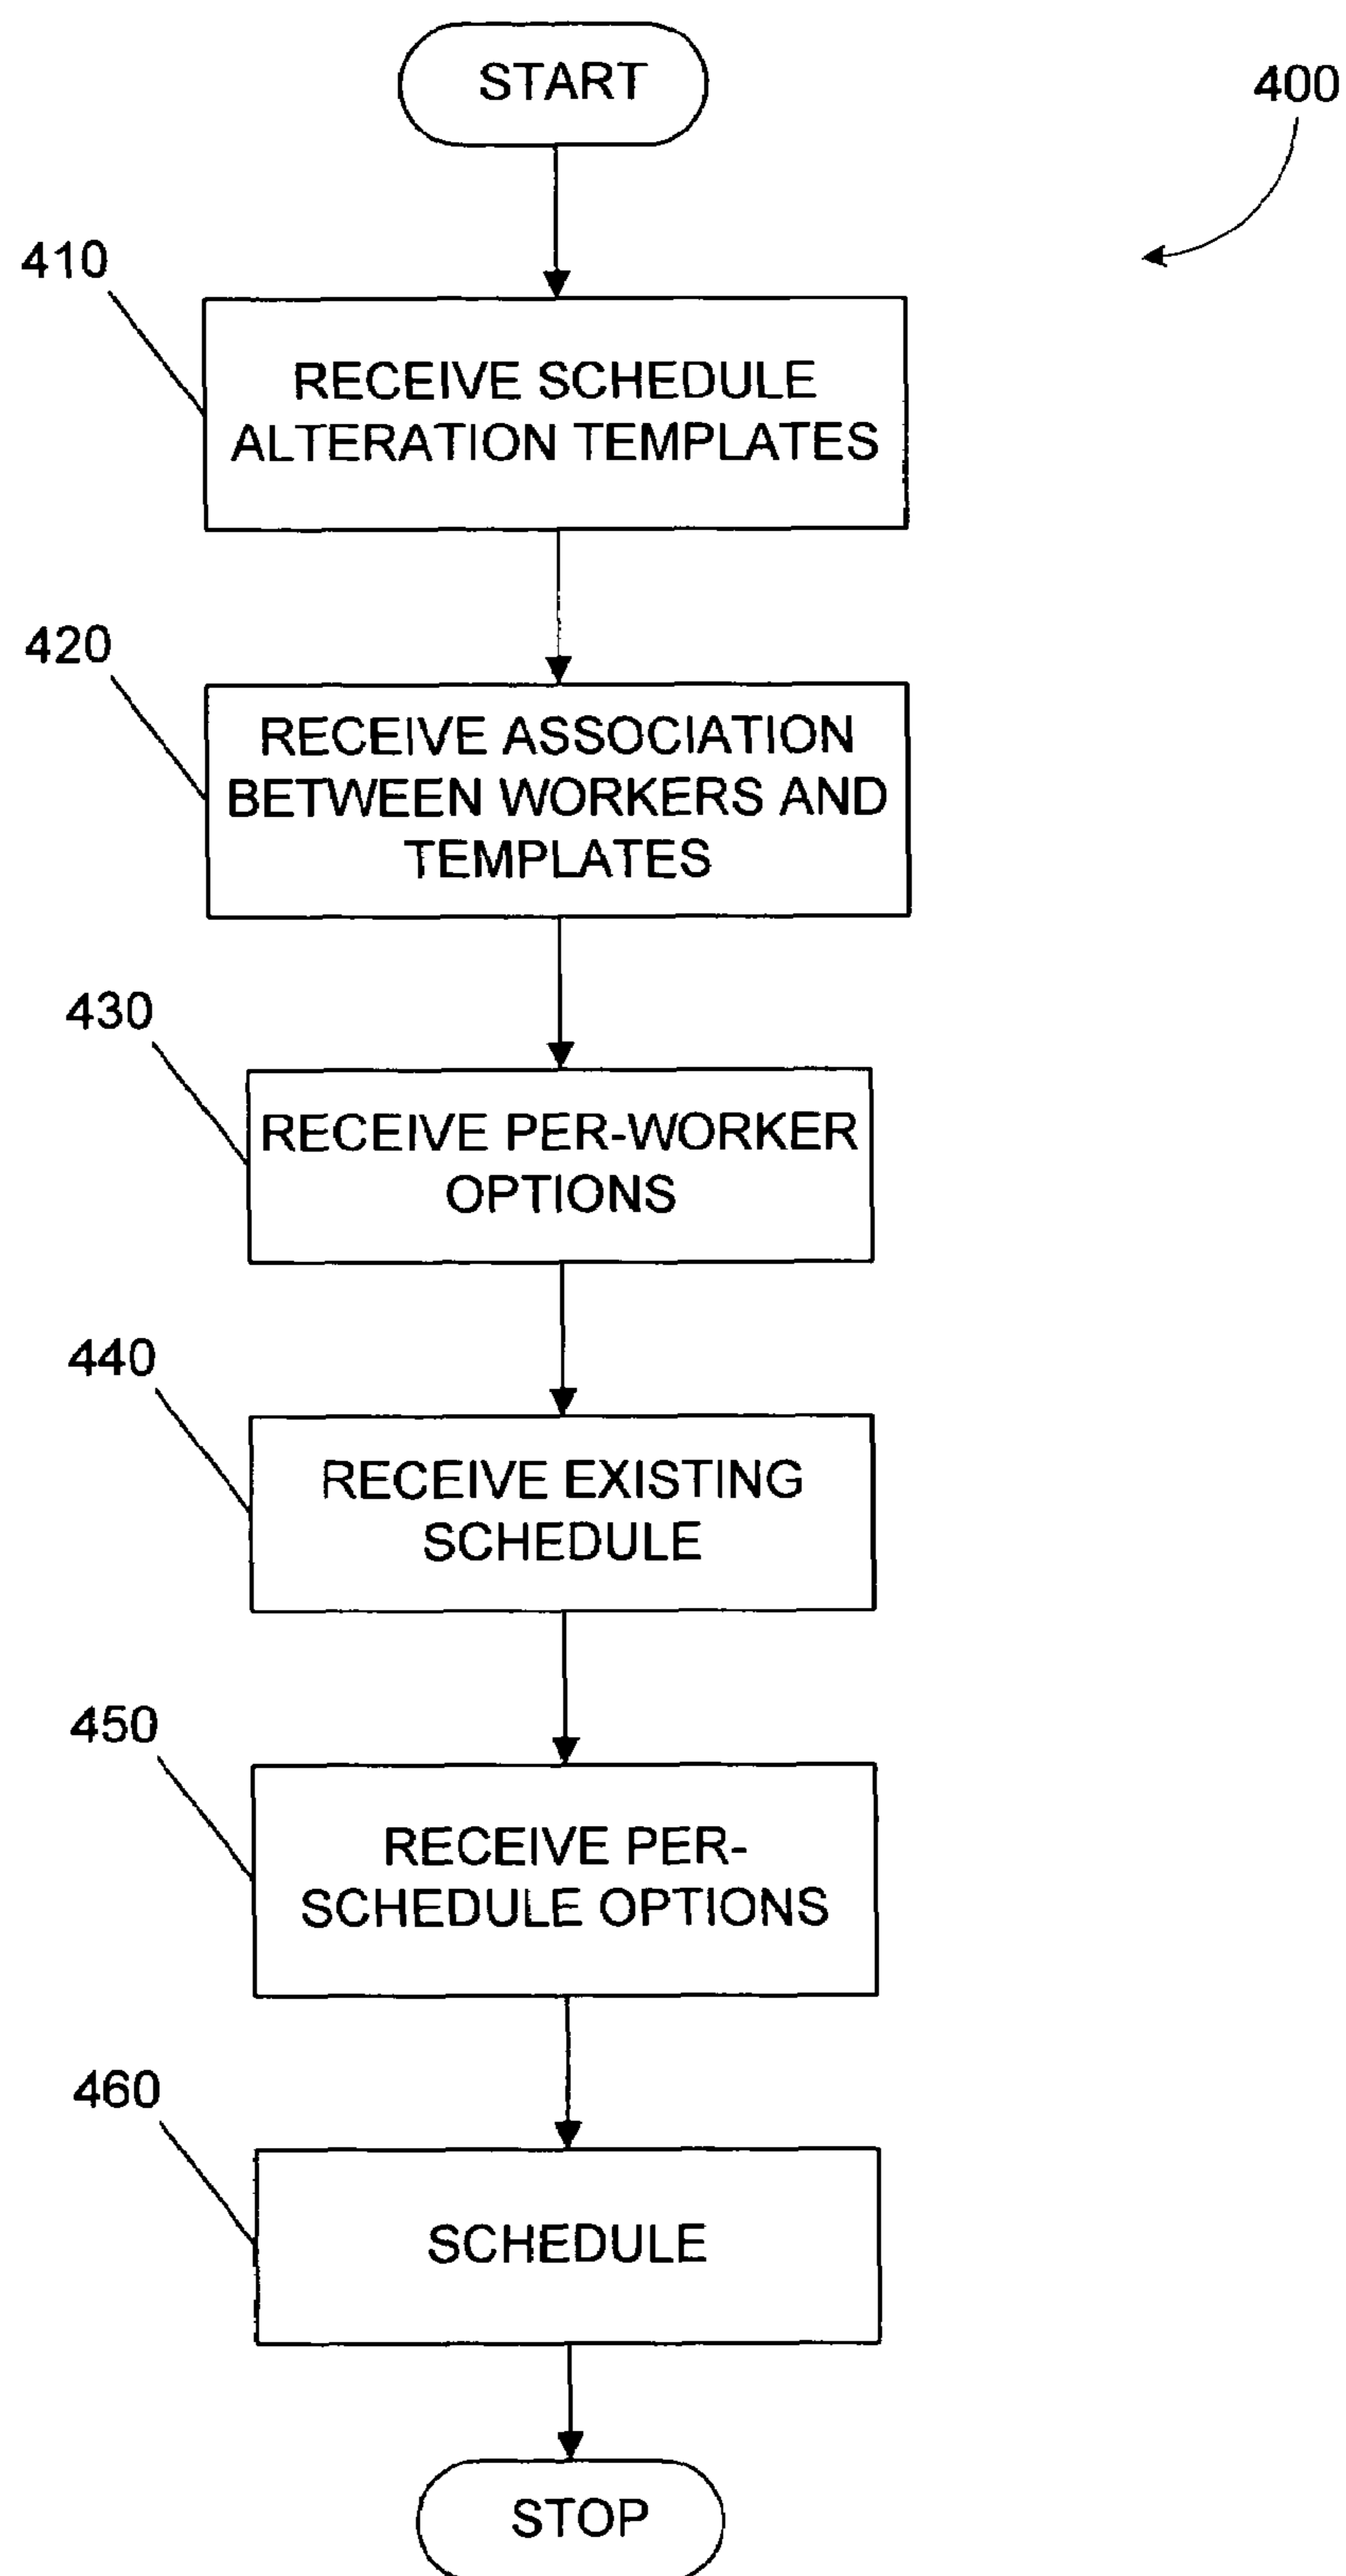 START
400
410
RECEIVE SCHEDULE
ALTERATION TEMPLATES
420
RECEIVE ASSOCIATION
BETWEEN WORKERS AND
TEMPLATES
430
RECEIVE PER-WORKER
OPTIONS
440
RECEIVE EXISTING
SCHEDULE
450
RECEIVE PER-
SCHEDULE OPTIONS
460
SCHEDULE
STOP